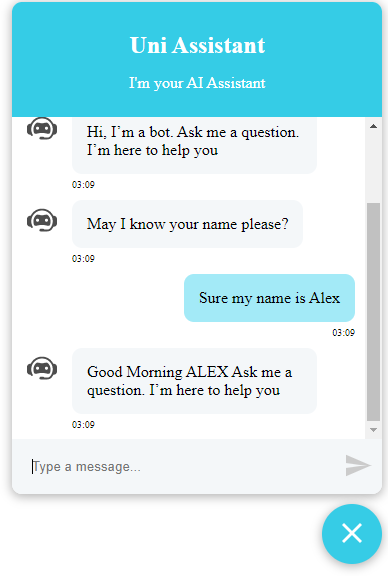 Uni Assistant
I'm your AI Assistant
Hi, I’m a bot. Ask me a question.
I’m here to help you
03:09
May I know your name please?
03:09
Sure my name is Alex
03:09
Good Morning ALEX Ask me a
question. I’m here to help you
03:09
Type a message...